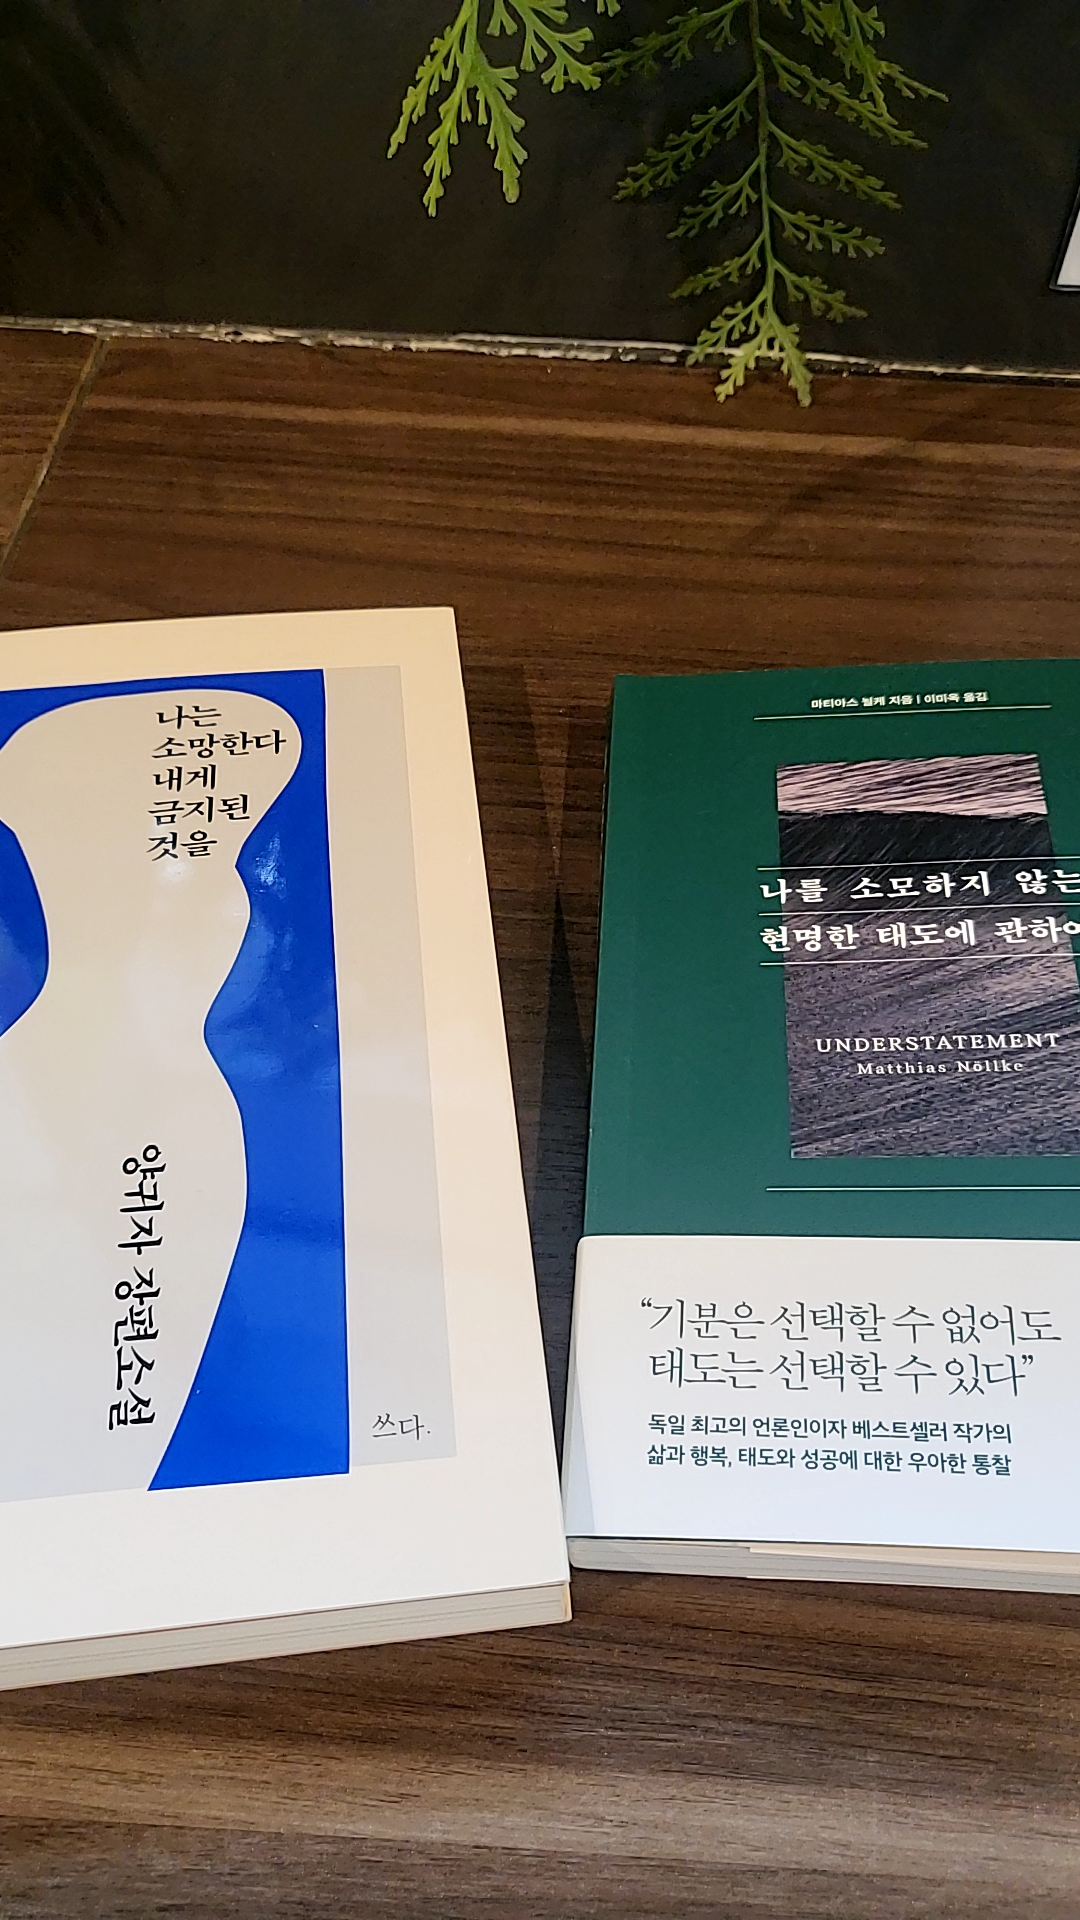 나는
소망한다
내게
금지된
것을
양귀자 장편소설
쓰다.
마티아스 뇔케 지음 | 이미옥 옮김
나를 소모하지 않는
현명한 태도에 관하여
UNDERSTATEMENT
Matthias Nöllke
“기분은 선택할 수 없어도
태도는 선택할 수 있다”
독일 최고의 언론인이자 베스트셀러 작가의
삶과 행복, 태도와 성공에 대한 우아한 통찰